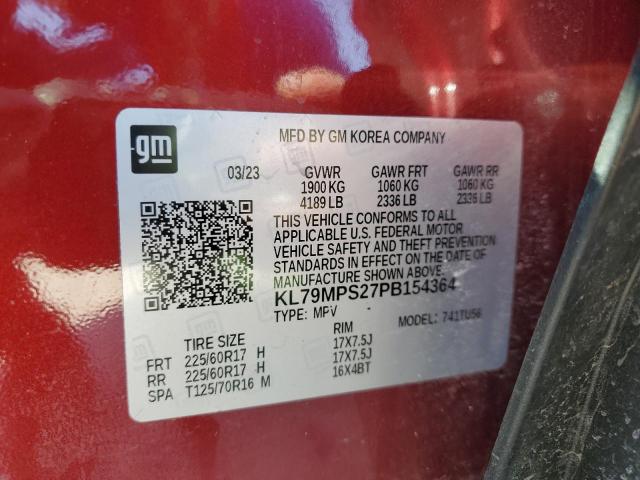 gm
MFD BY GM KOREA COMPANY
03/23 GVWR GAWR FRT GAWR RR
1900 KG 1060 KG 1060 KG
4189 LB 2336 LB 2336 LB
THIS VEHICLE CONFORMS TO ALL
APPLICABLE U.S. FEDERAL MOTOR
VEHICLE SAFETY AND THEFT PREVENTION
STANDARDS IN EFFECT ON THE DATE OF
MANUFACTURE SHOWN ABOVE.
KL79MPS27PB154364
TYPE: MPV MODEL: 741TU56
TIRE SIZE RIM
FRT 225/60R17 H 17X7.5J
RR 225/60R17 H 17X7.5J
SPA T125/70R16 M 16X4BT